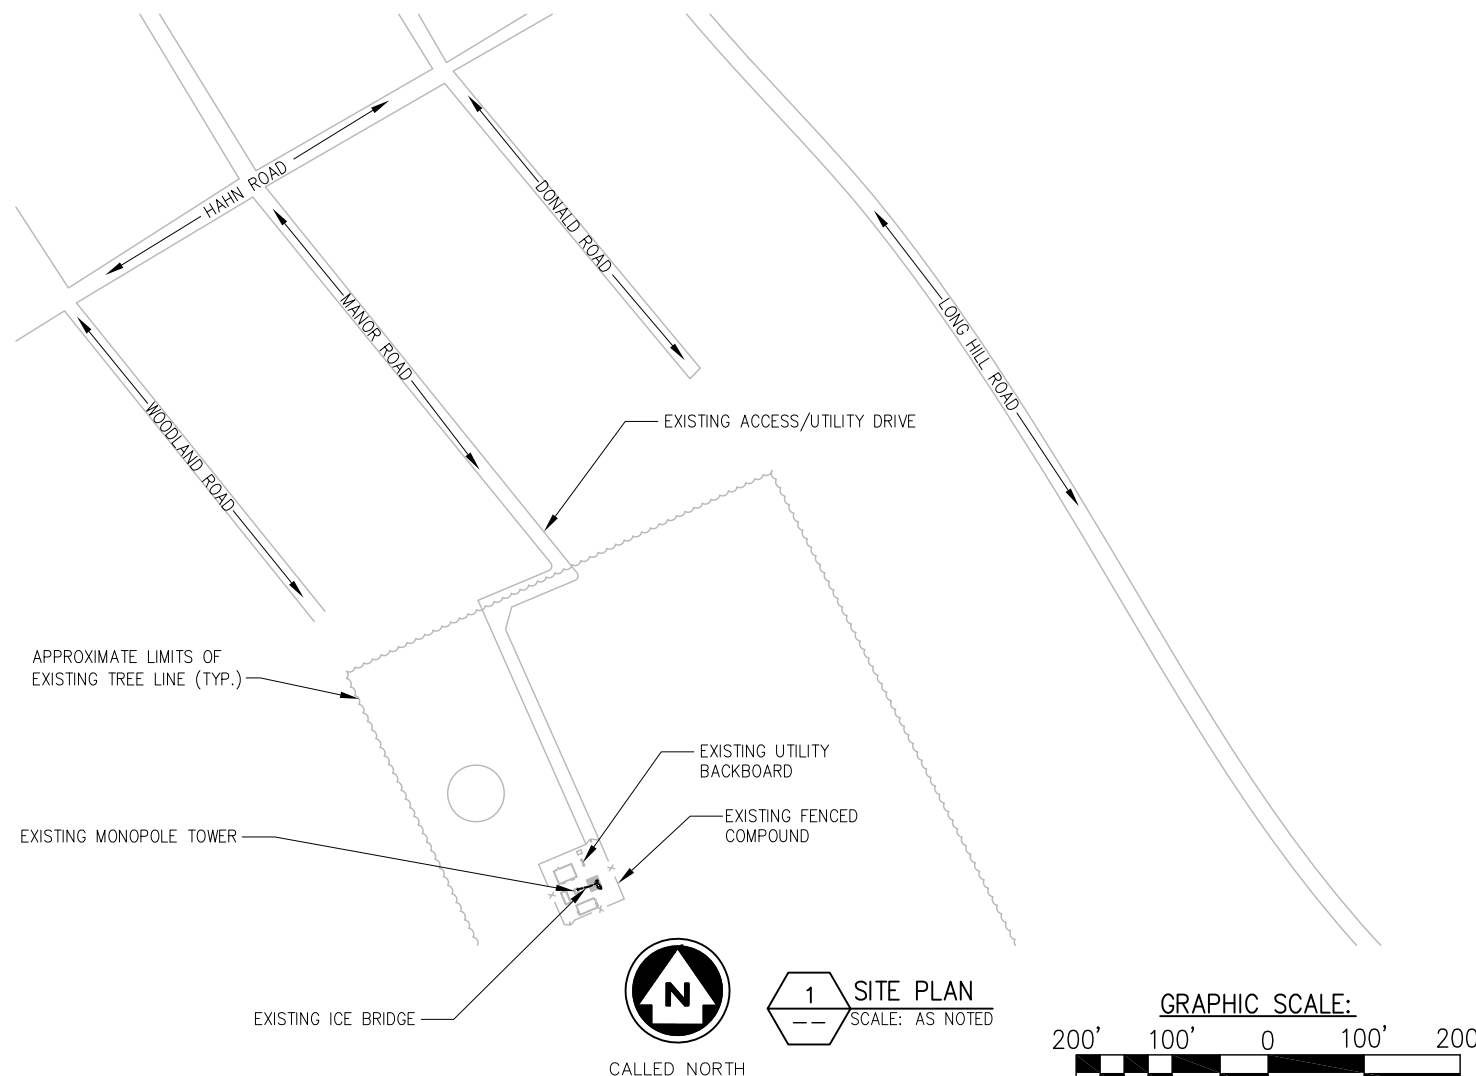 HAHN ROAD
DONALD ROAD
MANOR ROAD
LONG HILL ROAD
WOODLAND ROAD
EXISTING ACCESS/UTILITY DRIVE
APPROXIMATE LIMITS OF
EXISTING TREE LINE (TYP.)
EXISTING UTILITY
BACKBOARD
EXISTING FENCED
COMPOUND
EXISTING MONOPOLE TOWER
EXISTING ICE BRIDGE
N
CALLED NORTH
1
--
SITE PLAN
SCALE: AS NOTED
GRAPHIC SCALE:
200' 100' 0 100' 200